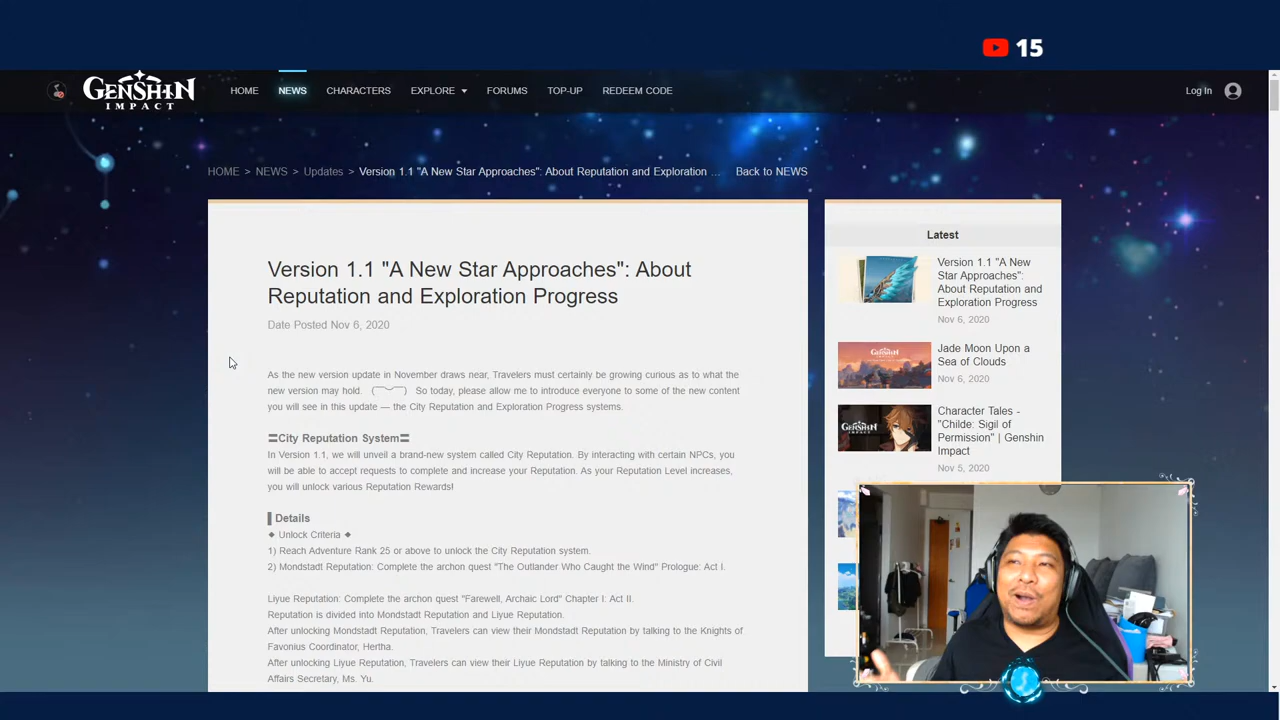 15
GENSHIN
IMPACT
HOME
NEWS
CHARACTERS
EXPLORE
FORUMS
TOP-UP
REDEEM CODE
Log In
HOME > NEWS > Updates > Version 1.1 "A New Star Approaches": About Reputation and Exploration ...
Back to NEWS
Version 1.1 "A New Star Approaches": About
Reputation and Exploration Progress
Date Posted Nov 6, 2020
As the new version update in November draws near, Travelers must certainly be growing curious as to what the
new version may hold. So today, please allow me to introduce everyone to some of the new content
you will see in this update — the City Reputation and Exploration Progress systems.
〓City Reputation System〓
In Version 1.1, we will unveil a brand-new system called City Reputation. By interacting with certain NPCs, you
will be able to accept requests to complete and increase your Reputation. As your Reputation Level increases,
you will unlock various Reputation Rewards!
▌Details
◆ Unlock Criteria ◆
1) Reach Adventure Rank 25 or above to unlock the City Reputation system.
2) Mondstadt Reputation: Complete the archon quest "The Outlander Who Caught the Wind" Prologue: Act I.
Liyue Reputation: Complete the archon quest "Farewell, Archaic Lord" Chapter I: Act II.
Reputation is divided into Mondstadt Reputation and Liyue Reputation.
After unlocking Mondstadt Reputation, Travelers can view their Mondstadt Reputation by talking to the Knights of
Favonius Coordinator, Hertha.
After unlocking Liyue Reputation, Travelers can view their Liyue Reputation by talking to the Ministry of Civil
Affairs Secretary, Ms. Yu.
Latest
Version 1.1 "A New
Star Approaches":
About Reputation and
Exploration Progress
Nov 6, 2020
GENSHIN
Jade Moon Upon a
Sea of Clouds
Nov 6, 2020
GENSHIN
Character Tales -
"Childe: Sigil of
Permission" | Genshin
Impact
Nov 5, 2020